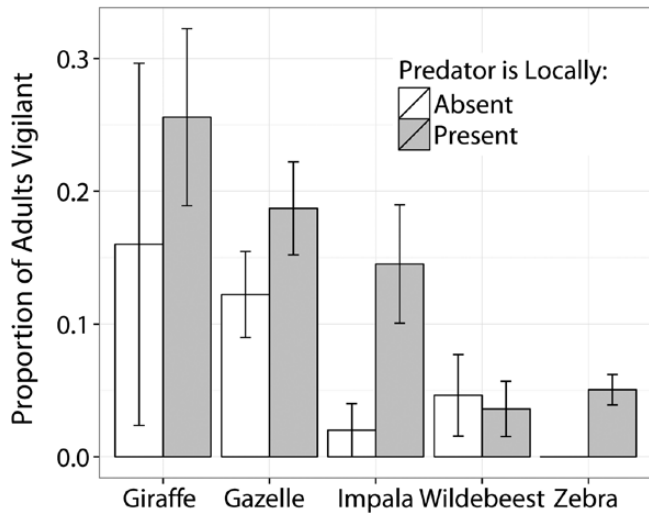 Proportion of Adults Vigilant
0.3
0.2
0.1
0.0
Predator is Locally:
Absent
Present
Giraffe Gazelle Impala Wildebeest Zebra